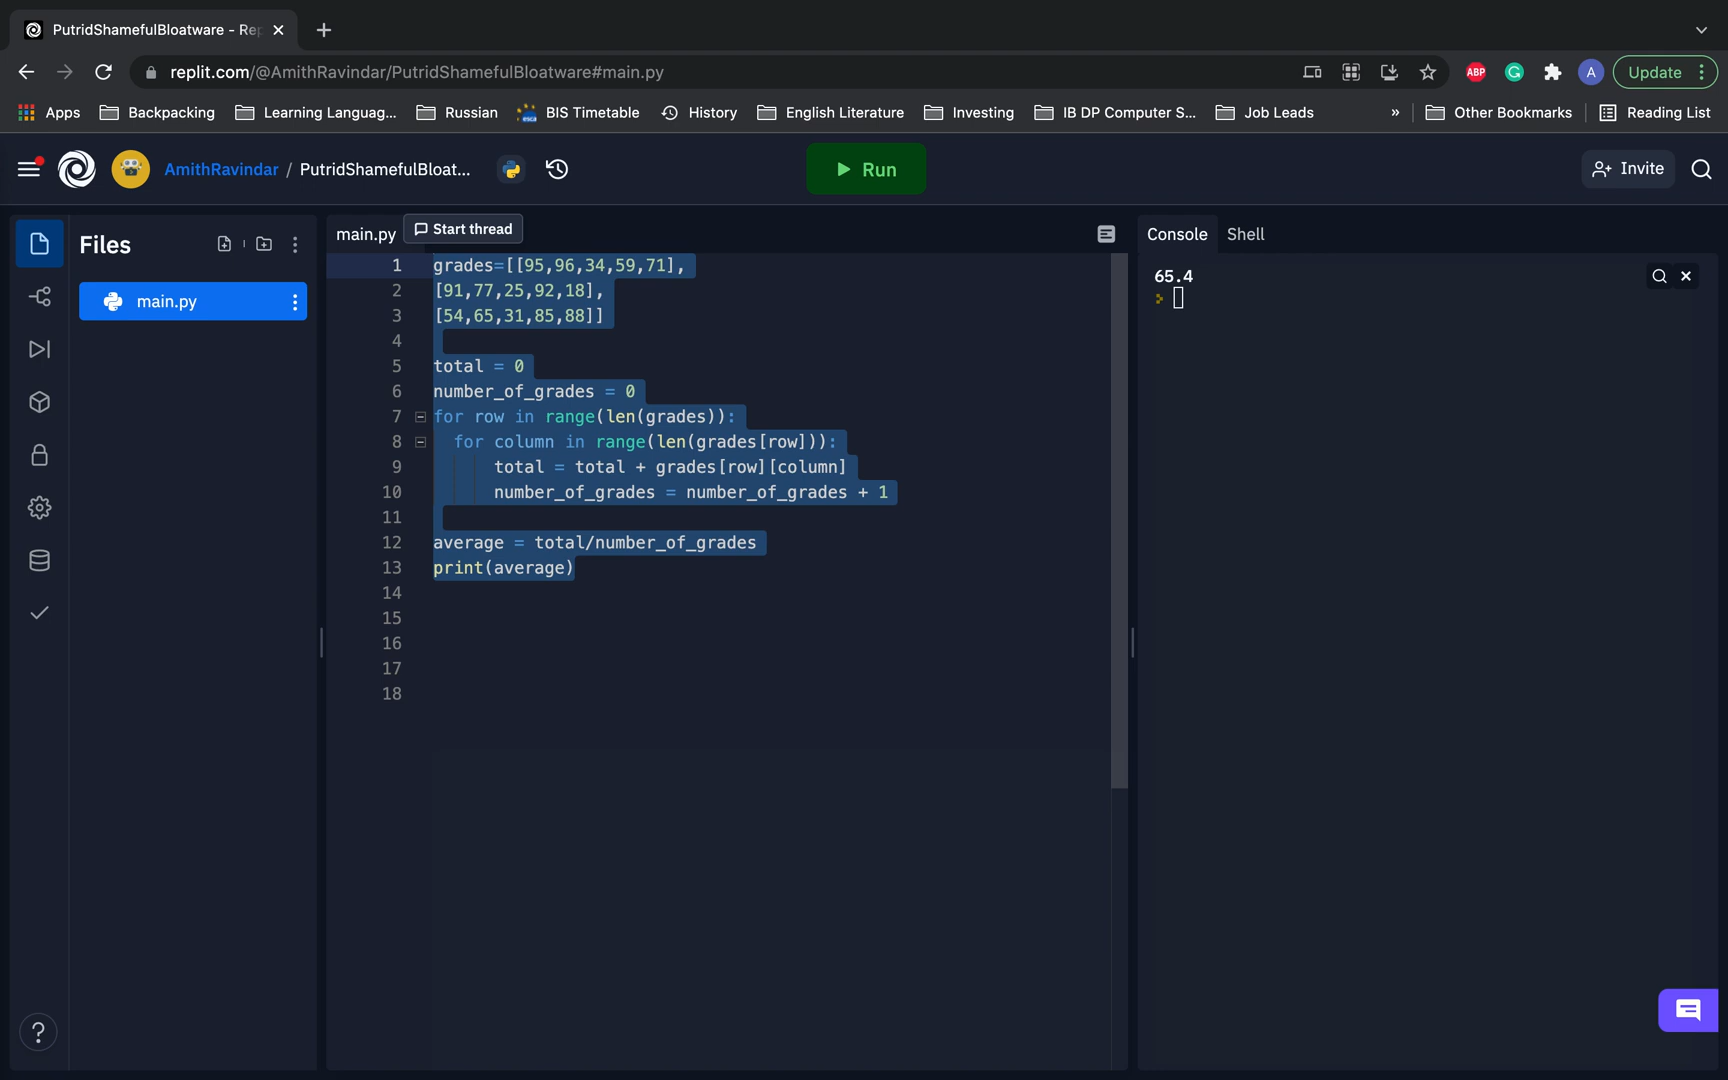 PutridShamefulBloatware - Rep
replit.com/@AmithRavindar/PutridShamefulBloatware#main.py
ABP
G
A
Update
Apps
Backpacking
Learning Languag...
Russian
BIS Timetable
History
English Literature
Investing
IB DP Computer S...
Job Leads
»
Other Bookmarks
Reading List
AmithRavindar / PutridShamefulBloat...
Run
Invite
Files
main.py
main.py
Start thread
1 grades=[[95,96,34,59,71],
2 [91,77,25,92,18],
3 [54,65,31,85,88]]
4
5 total = 0
6 number_of_grades = 0
7 for row in range(len(grades)):
8 for column in range(len(grades[row])):
9 total = total + grades[row][column]
10 number_of_grades = number_of_grades + 1
11
12 average = total/number_of_grades
13 print(average)
14
15
16
17
18
Console
Shell
65.4
?